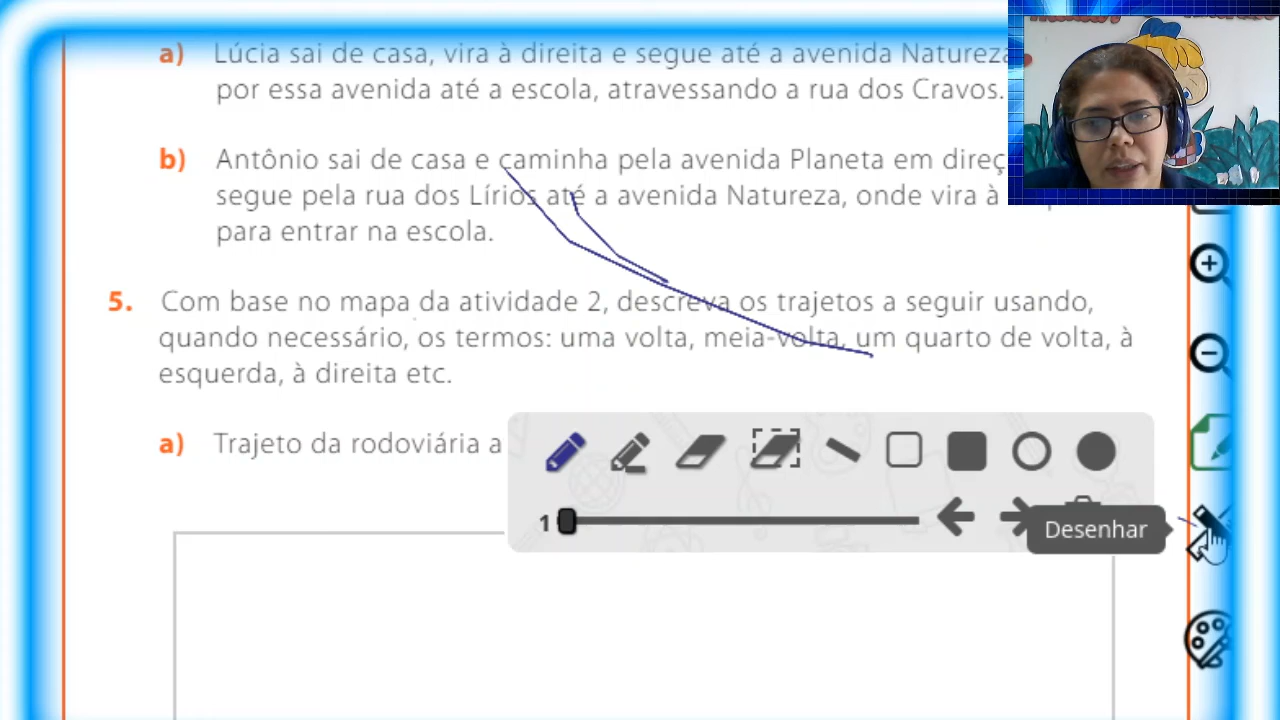 a) Lúcia sai de casa, vira à direita e segue até a avenida Natureza
por essa avenida até a escola, atravessando a rua dos Cravos.
b) Antônio sai de casa e caminha pela avenida Planeta em
segue pela rua dos Lírios até a avenida Natureza, onde vira à
para entrar na escola.
5. Com base no mapa da atividade 2, descreva os trajetos a seguir usando,
quando necessário, os termos: uma volta, meia-volta, um quarto de volta, à
esquerda, à direita etc.
a) Trajeto da rodoviária a
1
Desenhar